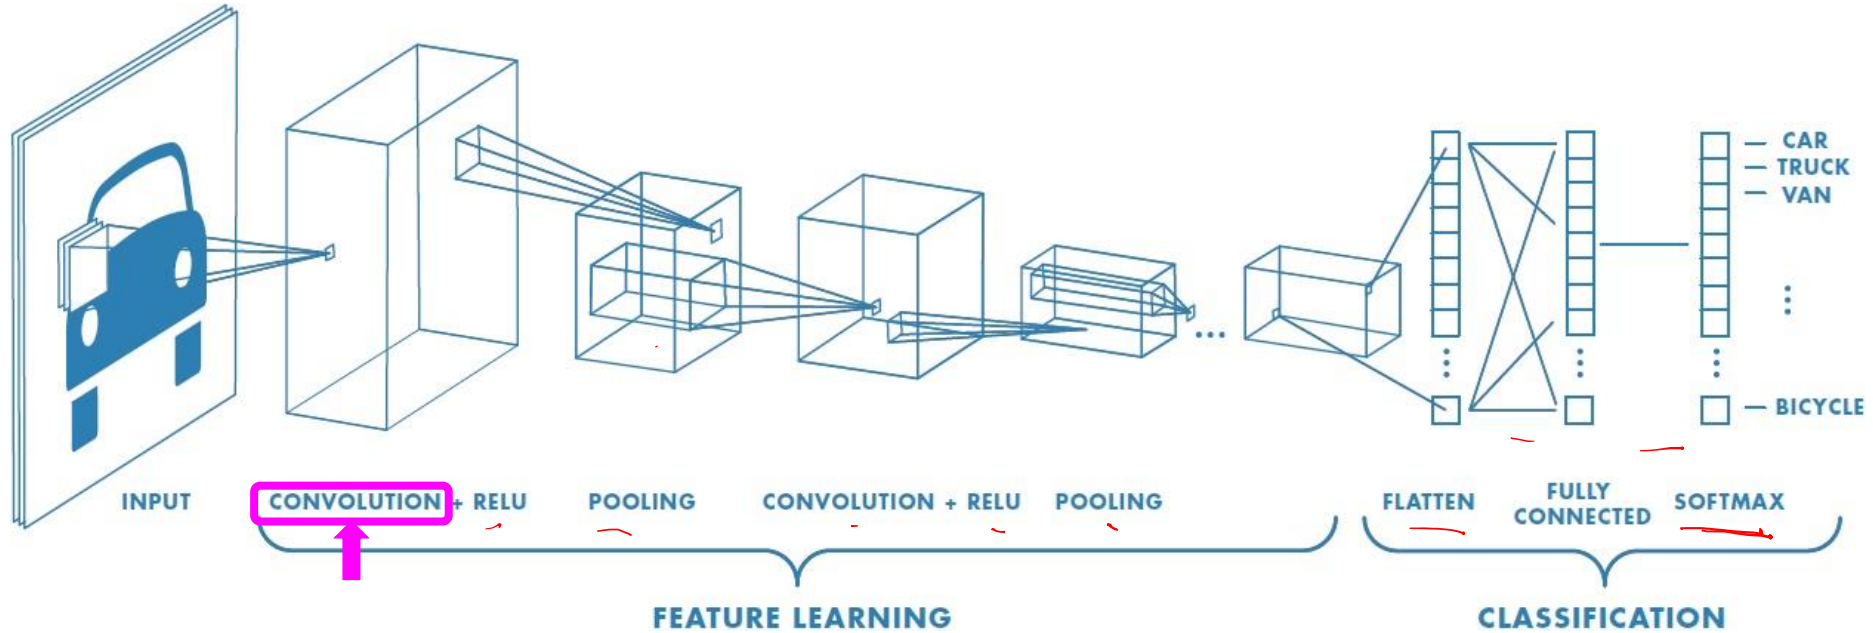 CAR
TRUCK
VAN
BICYCLE
INPUT
CONVOLUTION + RELU
POOLING
CONVOLUTION + RELU
POOLING
FLATTEN
FULLY
CONNECTED
SOFTMAX
FEATURE LEARNING
CLASSIFICATION